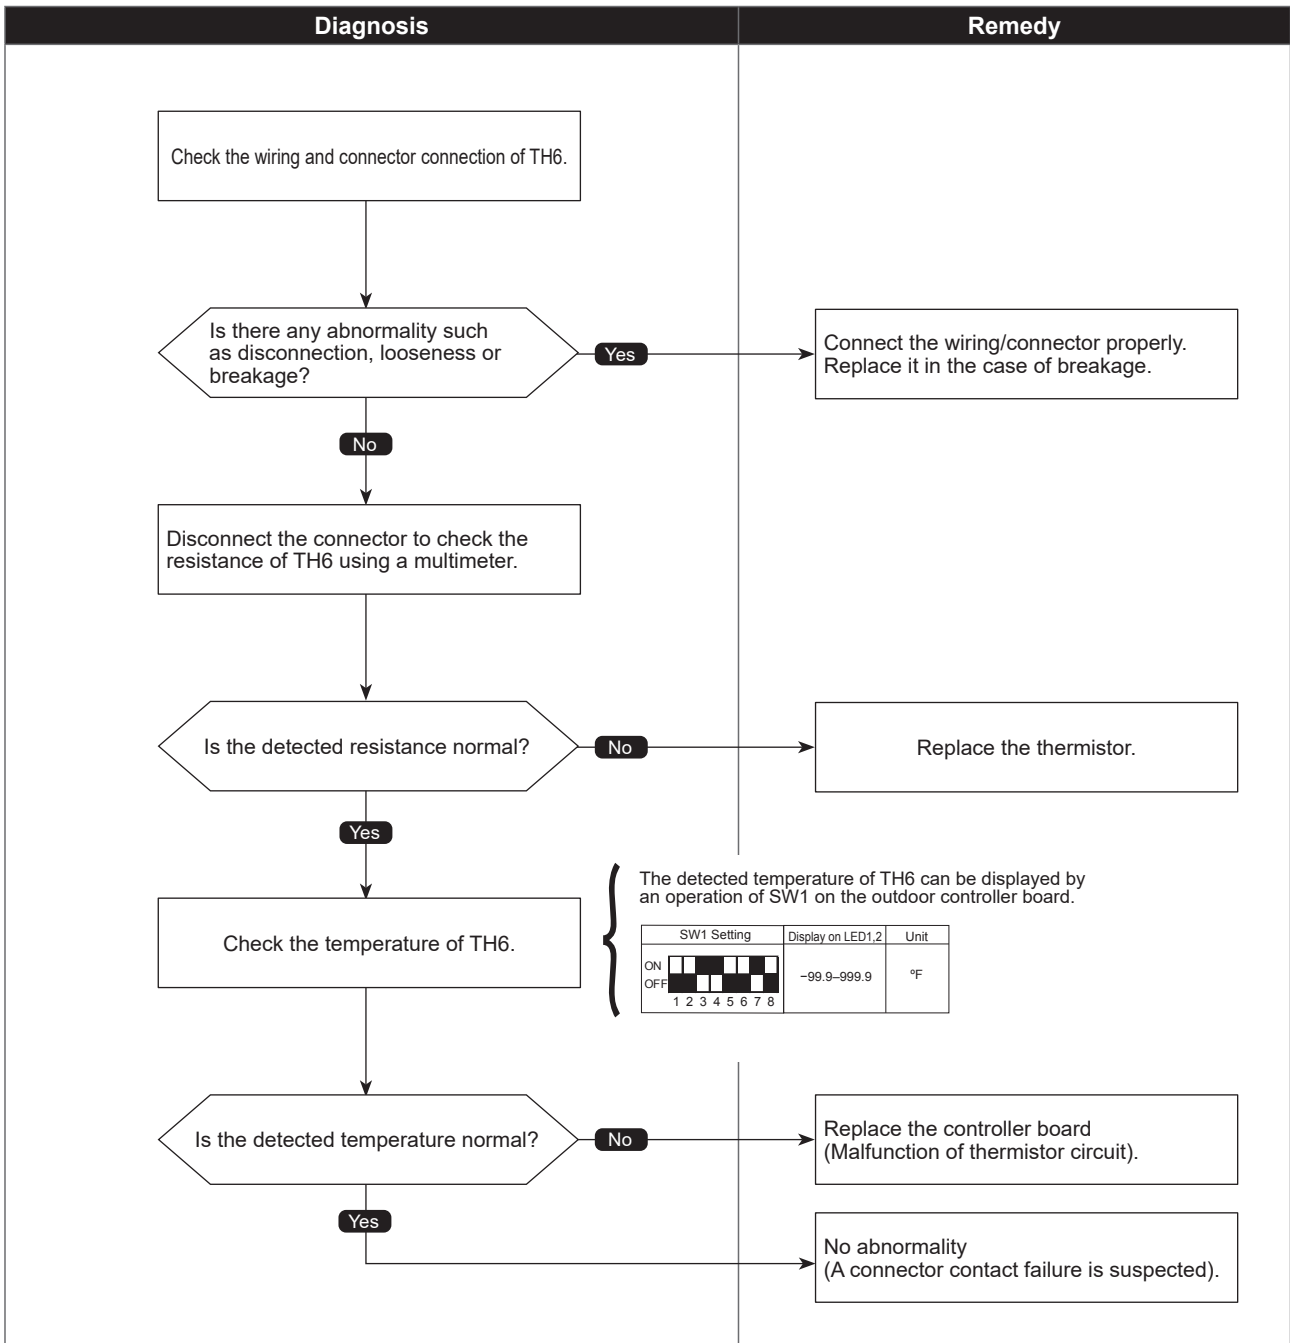 Diagnosis
Remedy
Check the wiring and connector connection of TH6.
Is there any abnormality such
as disconnection, looseness or
breakage?
Yes
Connect the wiring/connector properly.
Replace it in the case of breakage.
No
Disconnect the connector to check the
resistance of TH6 using a multimeter.
Is the detected resistance normal?
No
Replace the thermistor.
Yes
Check the temperature of TH6.
The detected temperature of TH6 can be displayed by
an operation of SW1 on the outdoor controller board.
SW1 Setting
Display on LED1,2
Unit
ON
OFF
1 2 3 4 5 6 7 8
−99.9–999.9
°F
Is the detected temperature normal?
No
Replace the controller board
(Malfunction of thermistor circuit).
Yes
No abnormality
(A connector contact failure is suspected).